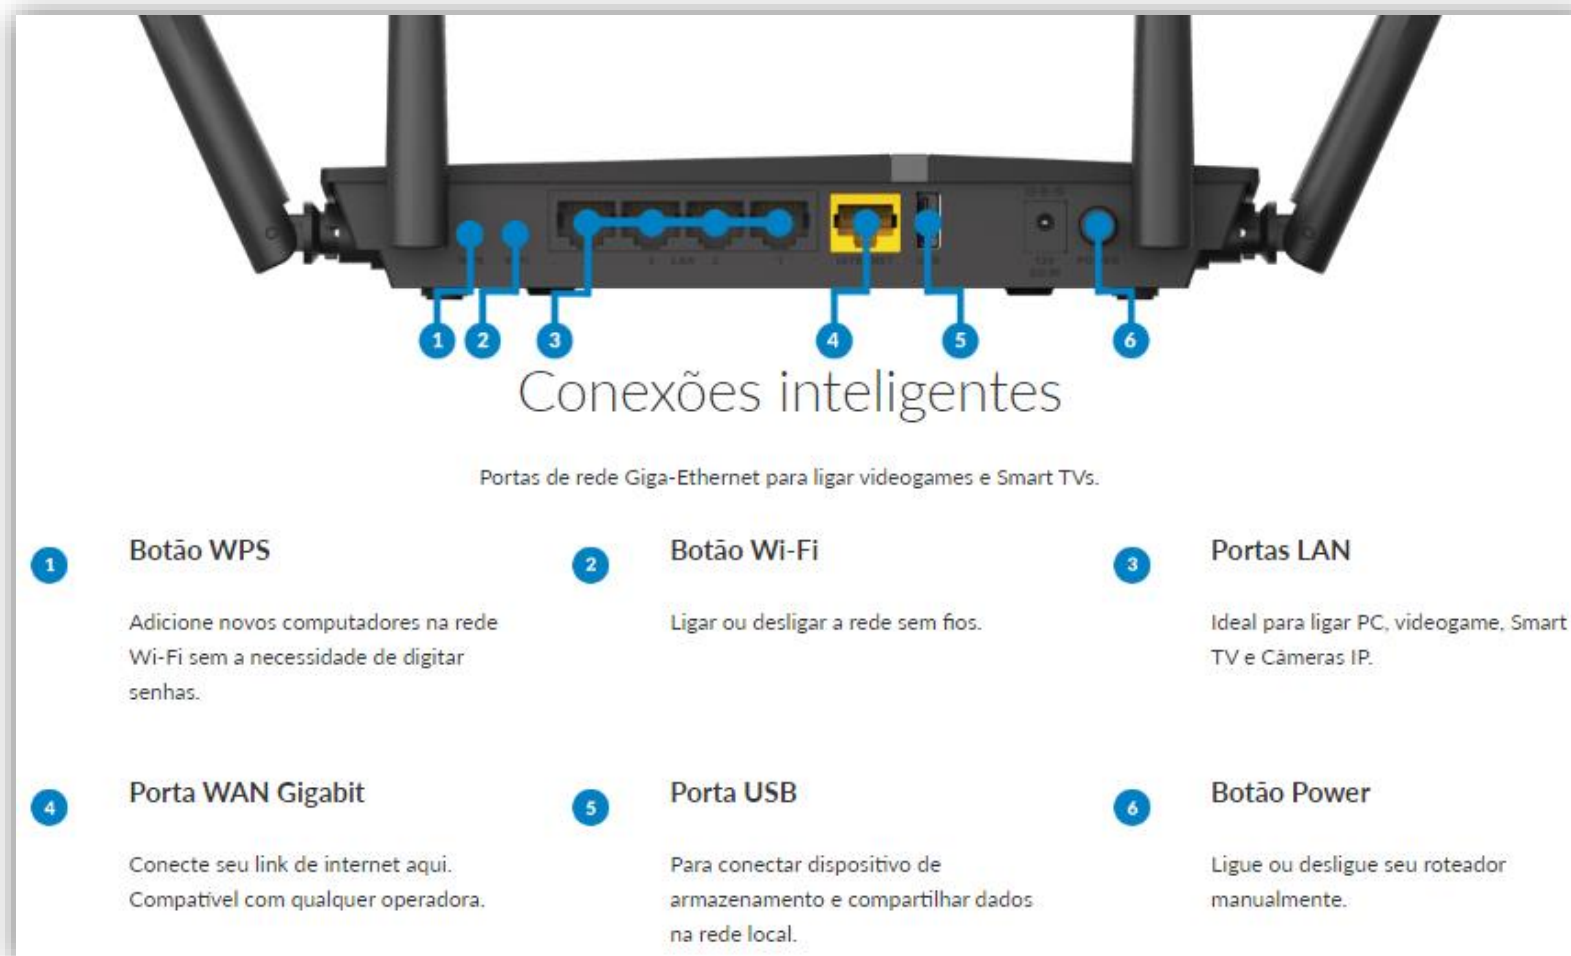 LAN
INTERNET
POWER
1
2
3
4
5
6
Conexões inteligentes
Portas de rede Giga-Ethernet para ligar videogames e Smart TVs.
1
Botão WPS
Adicione novos computadores na rede
Wi-Fi sem a necessidade de digitar
senhas.
2
Botão Wi-Fi
Ligar ou desligar a rede sem fios.
3
Portas LAN
Ideal para ligar PC, videogame, Smart
TV e Câmeras IP.
4
Porta WAN Gigabit
Conecte seu link de internet aqui.
Compatível com qualquer operadora.
5
Porta USB
Para conectar dispositivo de
armazenamento e compartilhar dados
na rede local.
6
Botão Power
Ligue ou desligue seu roteador
manualmente.